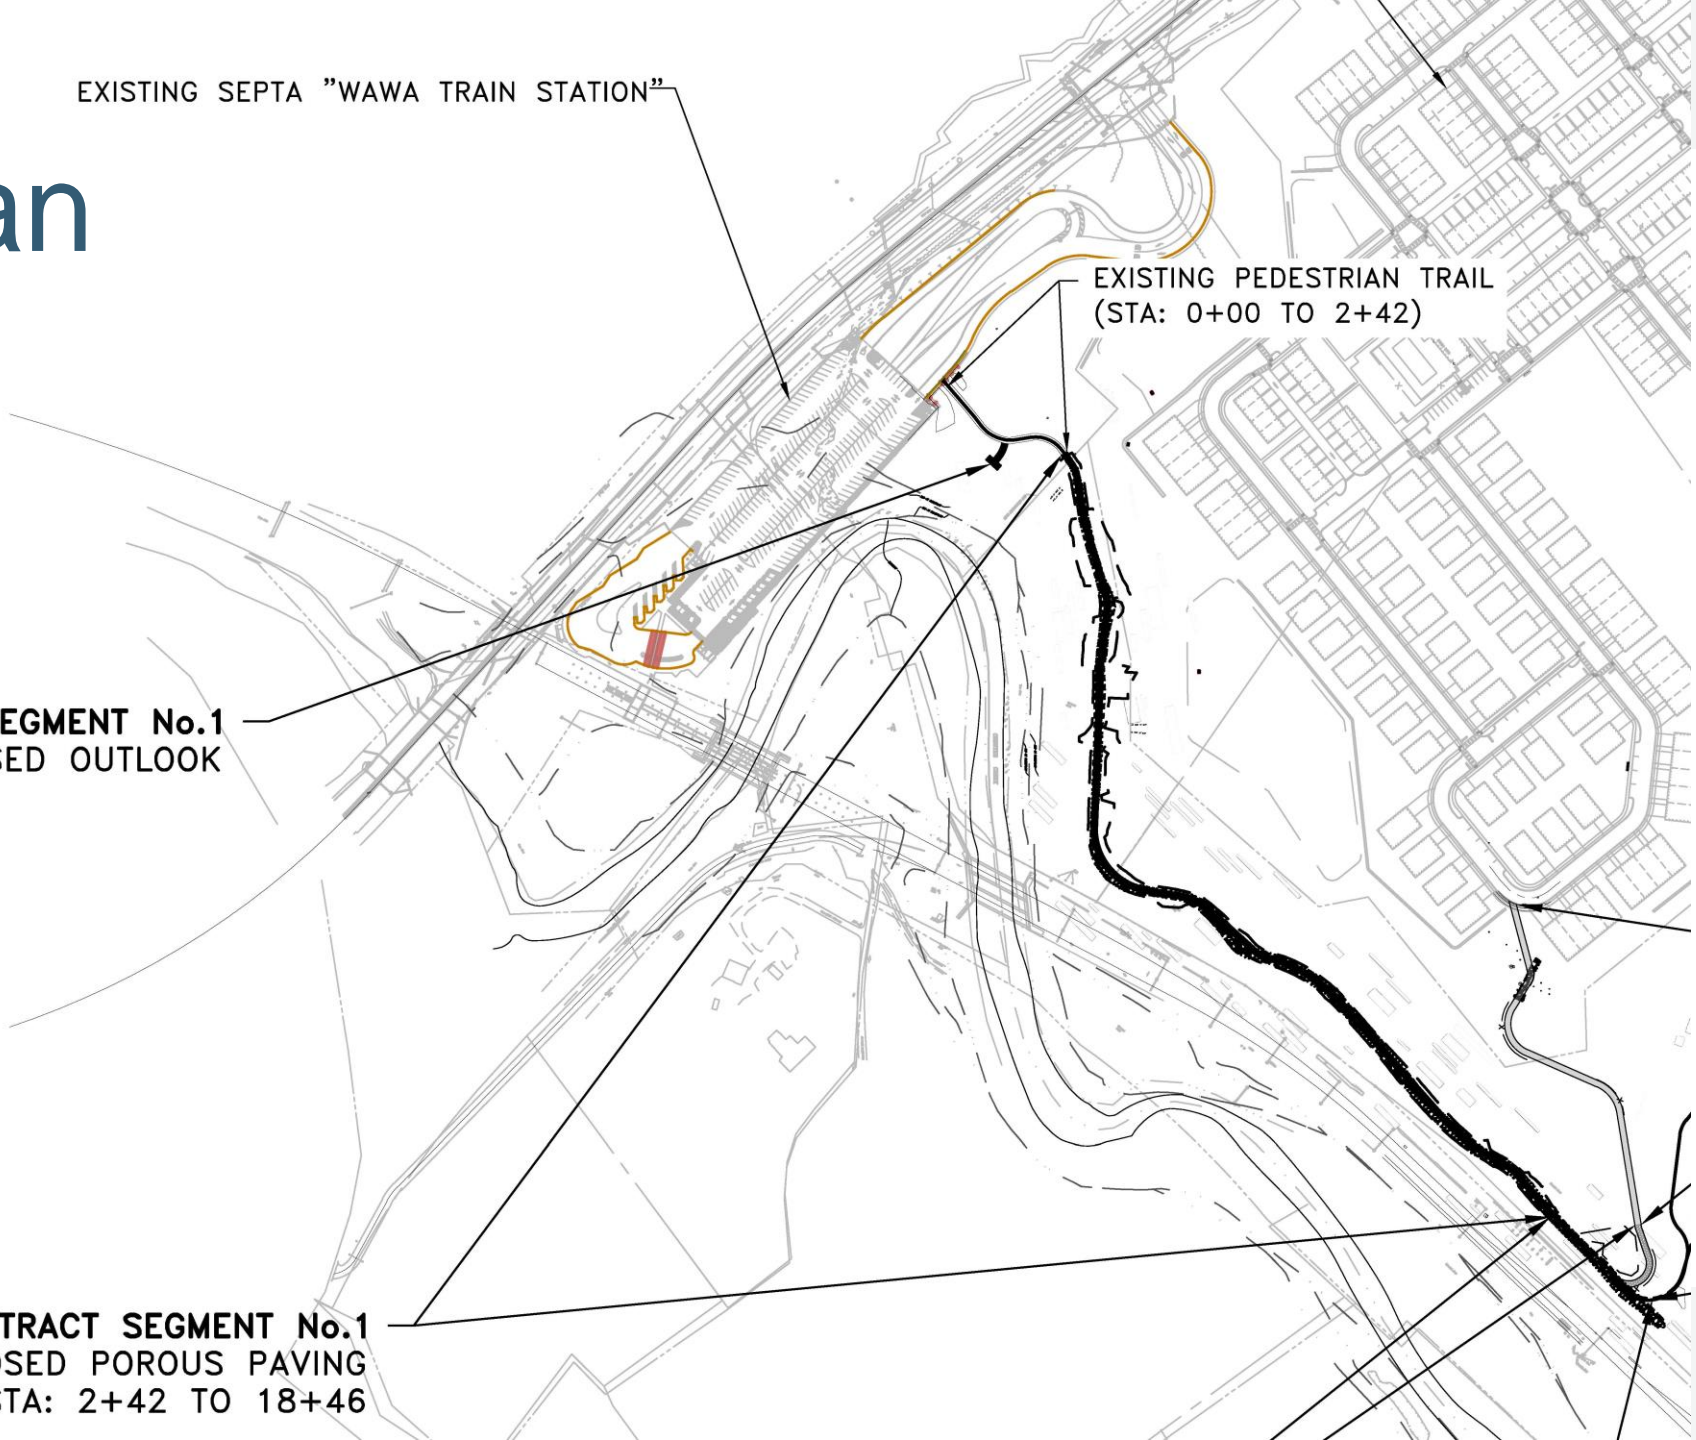 EXISTING SEPTA "WAWA TRAIN STATION"
an
EXISTING PEDESTRIAN TRAIL
(STA: 0+00 TO 2+42)
EGMENT No.1
SED OUTLOOK
TRACT SEGMENT No.1
OSED POROUS PAVING
STA: 2+42 TO 18+46